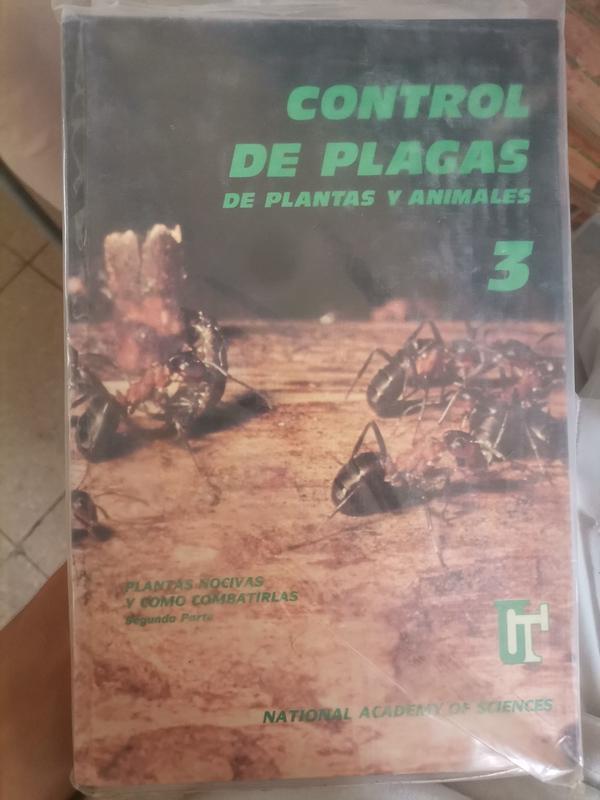 CONTROL
DE PLAGAS
DE PLANTAS Y ANIMALES
3
PLANTAS NOCIVAS
Y COMO COMBATIRLAS
Segunda Parte
NATIONAL ACADEMY OF SCIENCES